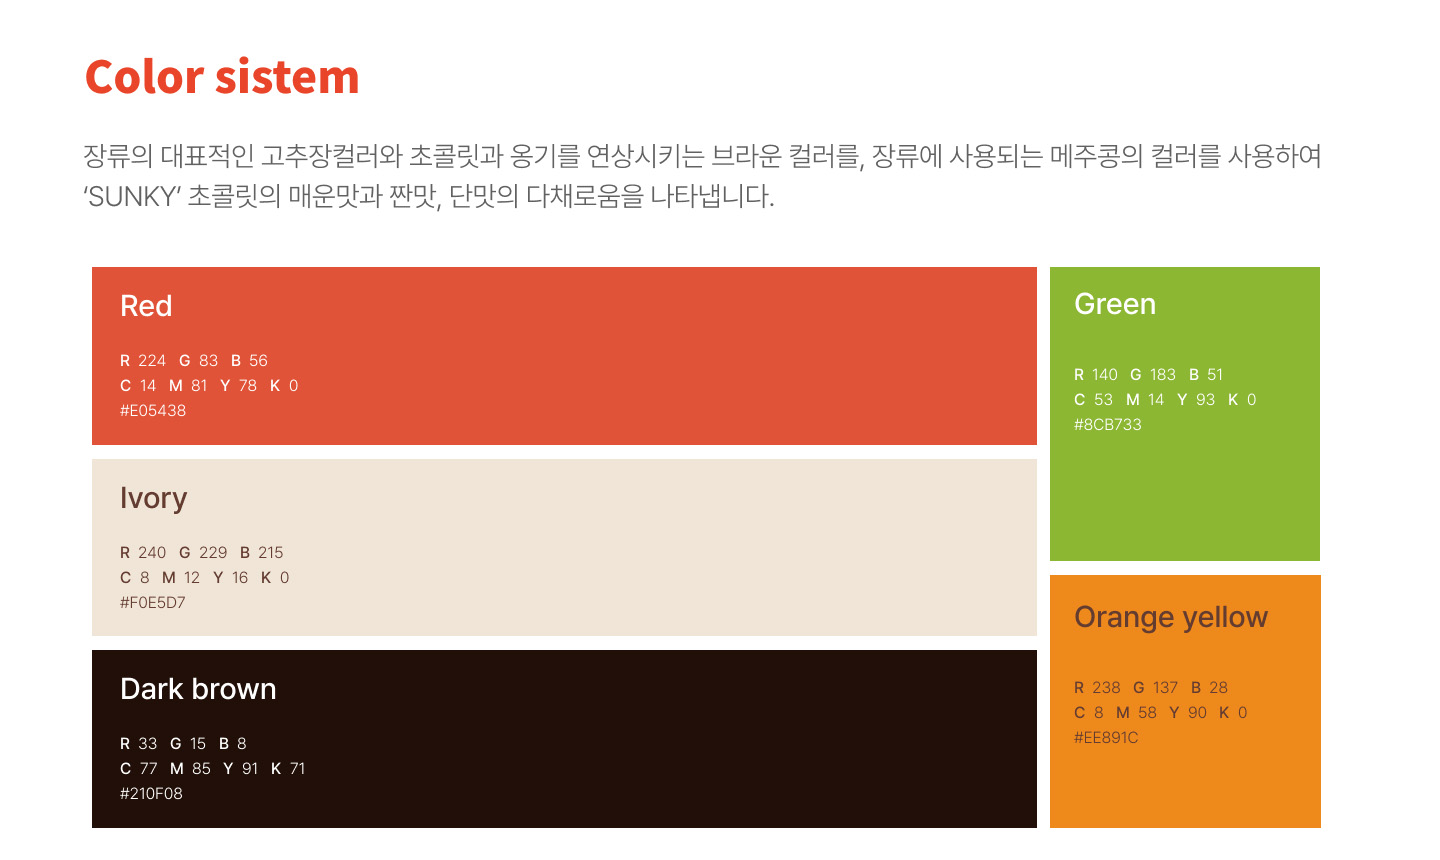 Color sistem
장류의 대표적인 고추장컬러와 초콜릿과 옹기를 연상시키는 브라운 컬러를, 장류에 사용되는 메주콩의 컬러를 사용하여
‘SUNKY’ 초콜릿의 매운맛과 짠맛, 단맛의 다채로움을 나타냅니다.
Red
R 224 G 83 B 56
C 14 M 81 Y 78 K 0
#E05438
Ivory
R 240 G 229 B 215
C 8 M 12 Y 16 K 0
#F0E5D7
Dark brown
R 33 G 15 B 8
C 77 M 85 Y 91 K 71
#210F08
Green
R 140 G 183 B 51
C 53 M 14 Y 93 K 0
#8CB733
Orange yellow
R 238 G 137 B 28
C 8 M 58 Y 90 K 0
#EE891C